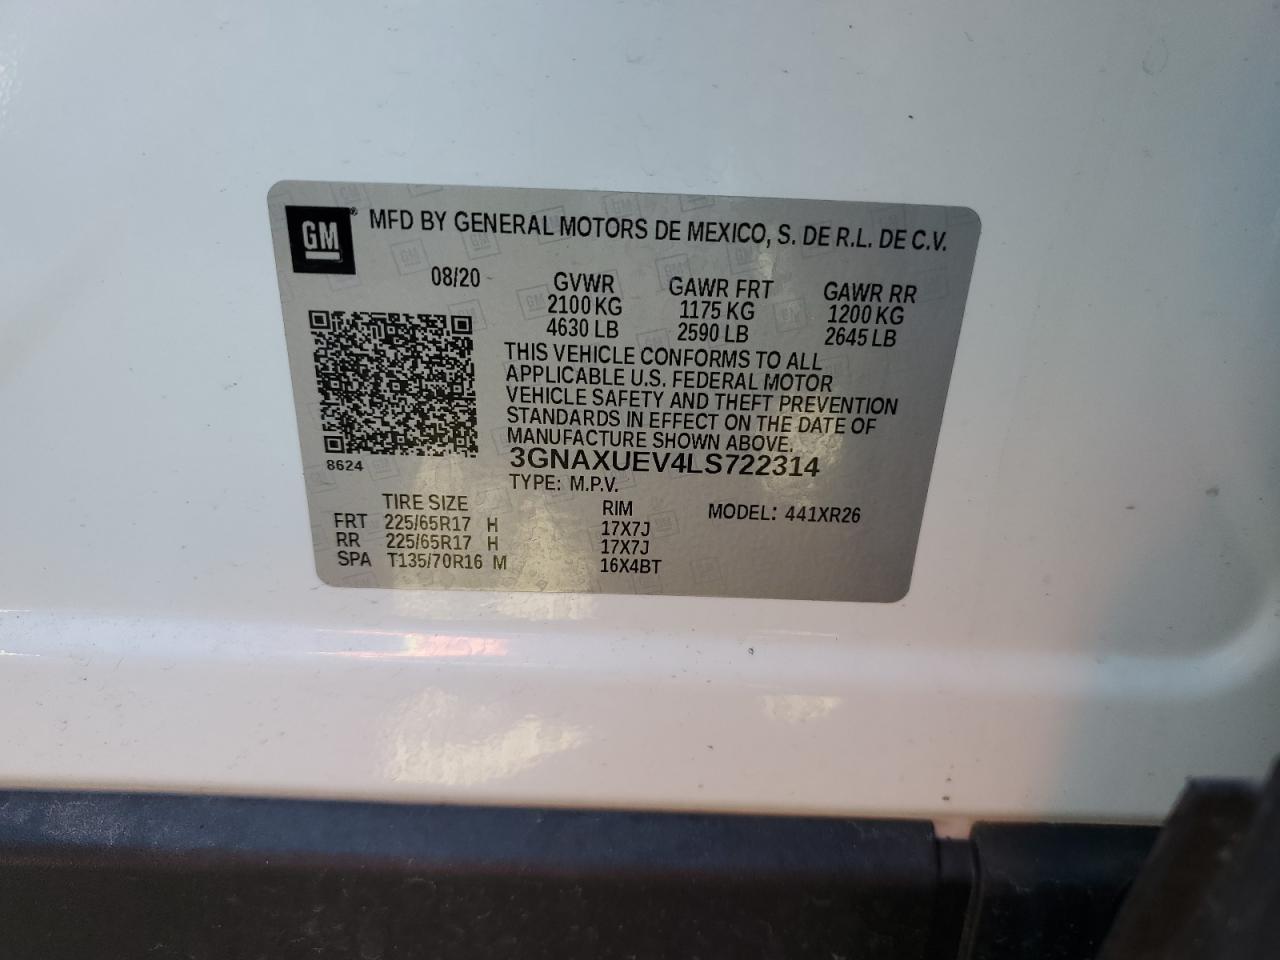 GM ® MFD BY GENERAL MOTORS DE MEXICO, S. DE R.L. DE C.V.
08/20 GVWR GAWR FRT GAWR RR
2100 KG 1175 KG 1200 KG
4630 LB 2590 LB 2645 LB
THIS VEHICLE CONFORMS TO ALL
APPLICABLE U.S. FEDERAL MOTOR
VEHICLE SAFETY AND THEFT PREVENTION
STANDARDS IN EFFECT ON THE DATE OF
MANUFACTURE SHOWN ABOVE.
8624 3GNAXUEV4LS722314
TYPE: M.P.V.
TIRE SIZE RIM MODEL: 441XR26
FRT 225/65R17 H 17X7J
RR 225/65R17 H 17X7J
SPA T135/70R16 M 16X4BT